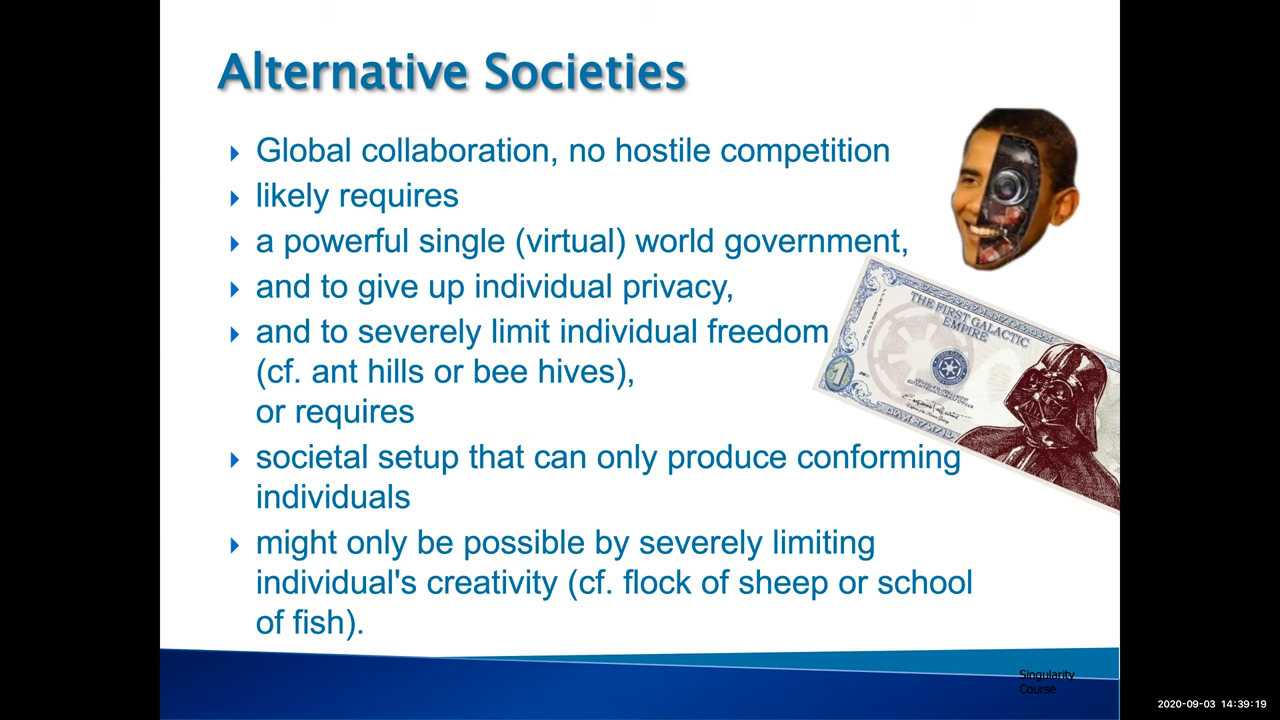 Alternative Societies
Global collaboration, no hostile competition
likely requires
a powerful single (virtual) world government,
and to give up individual privacy,
and to severely limit individual freedom
(cf. ant hills or bee hives),
or requires
societal setup that can only produce conforming
individuals
might only be possible by severely limiting
individual's creativity (cf. flock of sheep or school
of fish).
THE FIRST GALACTIC
EMPIRE
1
Singularity
Course
2020-09-03 14:39:19